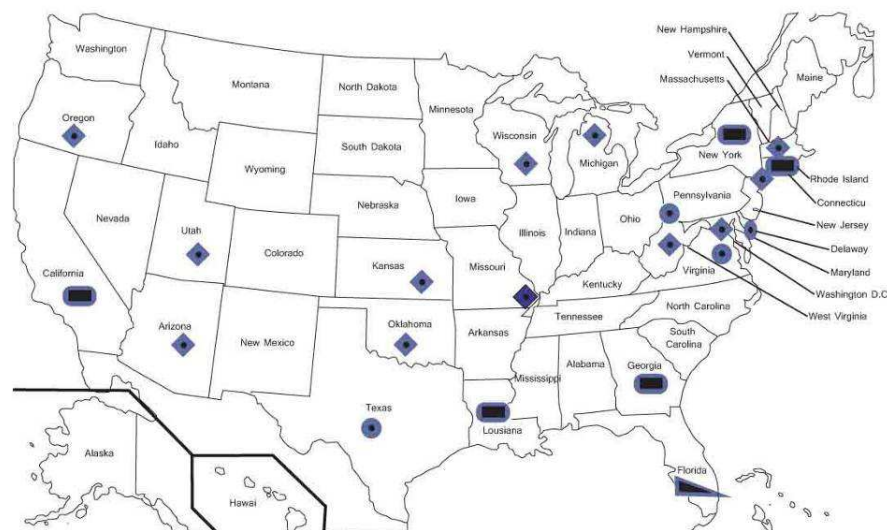 New Hampshire
Vermont
Massachusetts
Washington
Montana
North Dakota
Minnesota
Maine
Oregon
Idaho
Wisconsin
South Dakota
Wyoming
Michigan
New York
Rhode Island
Connecticu
Nebraska
Iowa
Pennsylvania
New Jersey
Nevada
Utah
Colorado
Illinois
Indiana
Ohio
Delaway
Maryland
California
Kansas
Missouri
Kentucky
Virginia
Washington D.C
West Virginia
Arizona
New Mexico
Oklahoma
Arkansas
Tennessee
North Carolina
South
Carolina
Mississippi
Alabama
Georgia
Texas
Lousiana
Alaska
Hawai
Florida